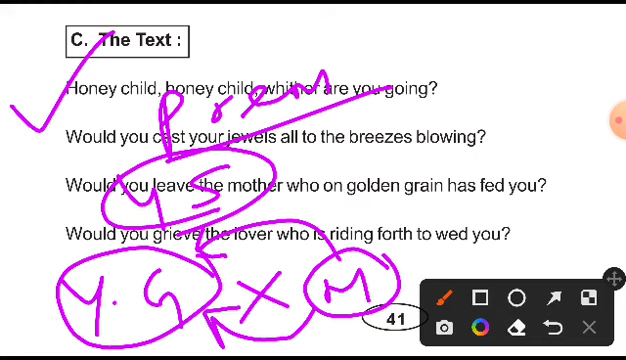 C. The Text :
Honey child, honey child, whither are you going?
Prem
Would you cast your jewels all to the breezes blowing?
Would you leave the mother who on golden grain has fed you?
Y S
Would you grieve the lover who is riding forth to wed you?
Y. G X M
41